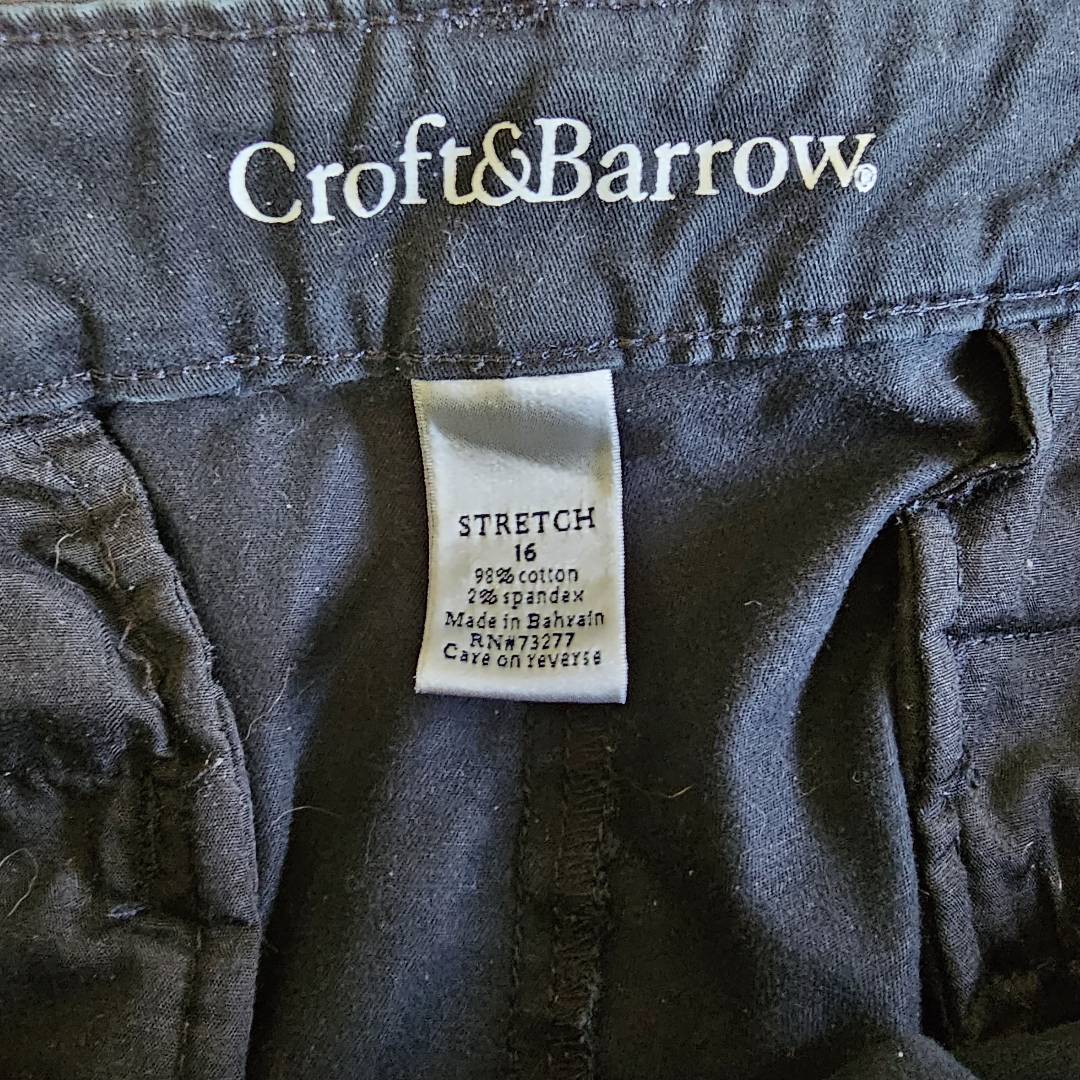 Croft&Barrow®
STRETCH
16
98% cotton
2% spandex
Made in Bahrain
RN#73277
Care on reverse